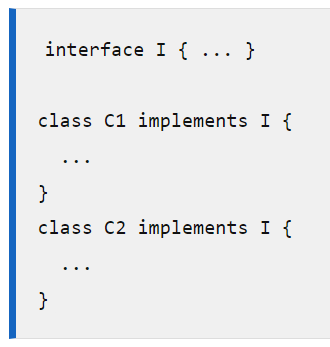 interface I { ... }
class C1 implements I {
...
}
class C2 implements I {
...
}